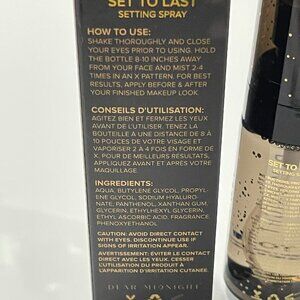 SET TO LAST
SETTING SPRAY
HOW TO USE:
SHAKE THOROUGHLY AND CLOSE
YOUR EYES PRIOR TO USING. HOLD
THE BOTTLE 8-10 INCHES AWAY
FROM YOUR FACE AND MIST 2-4
TIMES IN AN X PATTERN. FOR BEST
RESULTS, APPLY BEFORE & AFTER
YOUR FINISHED MAKEUP LOOK
CONSEILS D'UTILISATION:
AGITEZ BIEN ET FERMEZ LES YEUX
AVANT DE L'UTILISER. TENEZ LA
BOUTEILLE À UNE DISTANCE DE 8 À
10 POUCES DE VOTRE VISAGE ET
VAPORISER 2 À 4 FOIS EN FORME DE
X. POUR DE MEILLEURS RÉSULTATS,
APPLIQUEZ AVANT ET APRÈS VOTRE
MAQUILLAGE
INGREDIENTS:
AQUA, BUTYLENE GLYCOL, PROPYL-
ENE GLYCOL, SODIUM HYALURO
NATE, PANTHENOL, XANTHAN GUM,
GLYCERIN, ETHYLHEXYL GLYCERIN,
ETHYL ASCORBIC ACID, FRAGRANCE,
PHENOXYETHANOL
CAUTION: AVOID DIRECT CONTACT
WITH EYES. DISCONTINUE USE IF
SIGNS OF IRRITATION APPEAR.
AVERTISSEMENT: ÉVITER LE CONTACT
DIRECT AVEC LES YEUX. CESSER
L'UTILISATION DU PRODUIT À
L'APPARITION D'IRRITATION CUTANÉE.
DEAR MIDNIGHT
SET TO
SETTING